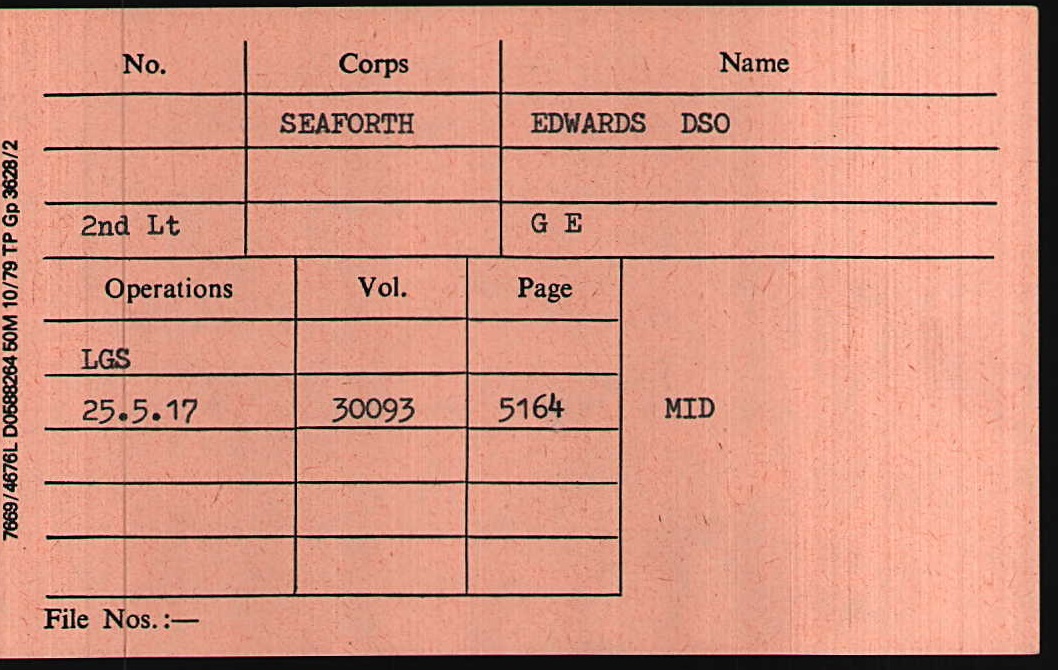 No. Corps Name
SEAFORTH EDWARDS DSO
2nd Lt G E
Operations Vol. Page
LGS
25.5.17 30093 5164 MID
File Nos.:—
7669/4676L D0588264 50M 10/79 TP Gp 3628/2